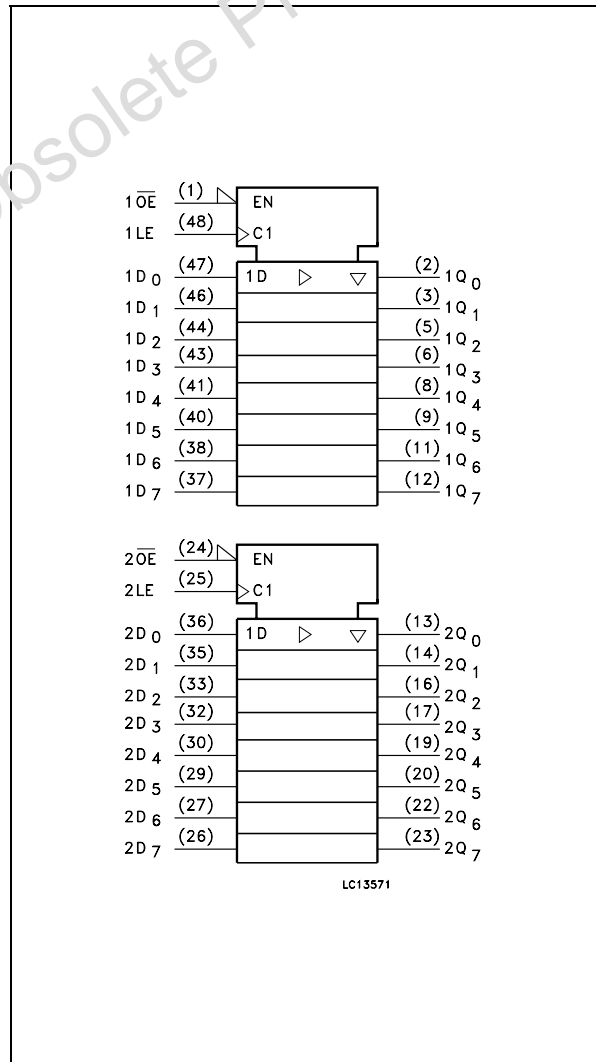 Obsolete Pr
1O̅E̅ (1) EN
1LE (48) C1
1D0 (47) 1D (2) 1Q0
1D1 (46) (3) 1Q1
1D2 (44) (5) 1Q2
1D3 (43) (6) 1Q3
1D4 (41) (8) 1Q4
1D5 (40) (9) 1Q5
1D6 (38) (11) 1Q6
1D7 (37) (12) 1Q7
2O̅E̅ (24) EN
2LE (25) C1
2D0 (36) 1D (13) 2Q0
2D1 (35) (14) 2Q1
2D2 (33) (16) 2Q2
2D3 (32) (17) 2Q3
2D4 (30) (19) 2Q4
2D5 (29) (20) 2Q5
2D6 (27) (22) 2Q6
2D7 (26) (23) 2Q7
LC13571